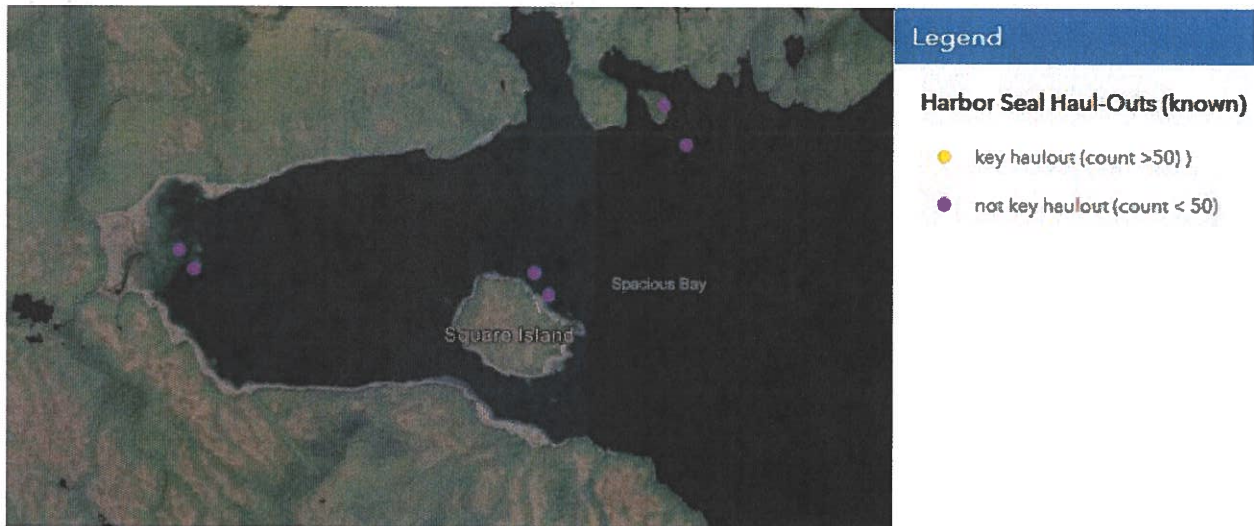 Legend
Harbor Seal Haul-Outs (known)
key haulout (count >50) )
not key haulout (count < 50)
Spacious Bay
Square Island